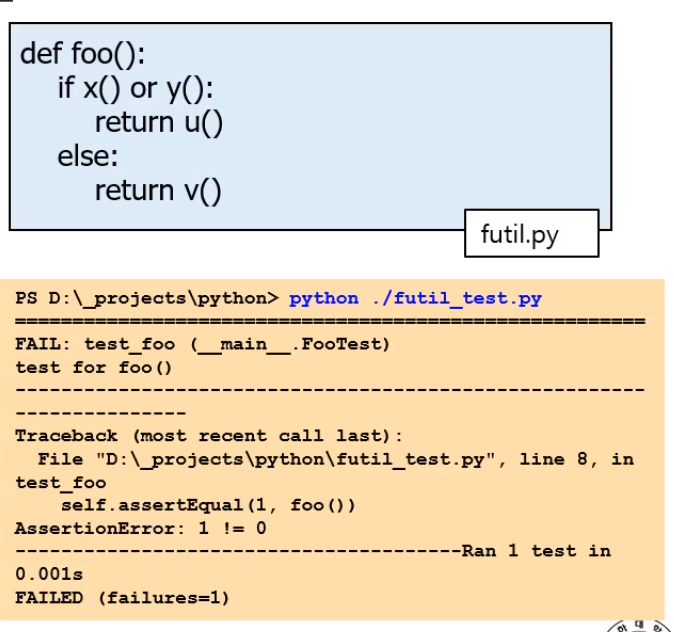 def foo():
if x() or y():
return u()
else:
return v()
futil.py
PS D:\_projects\python> python ./futil_test.py
=======================================================
FAIL: test_foo (__main__.FooTest)
test for foo()
-------------------------------------------------------
---------------
Traceback (most recent call last):
File "D:\_projects\python\futil_test.py", line 8, in
test_foo
self.assertEqual(1, foo())
AssertionError: 1 != 0
---------------------------------------Ran 1 test in
0.001s
FAILED (failures=1)